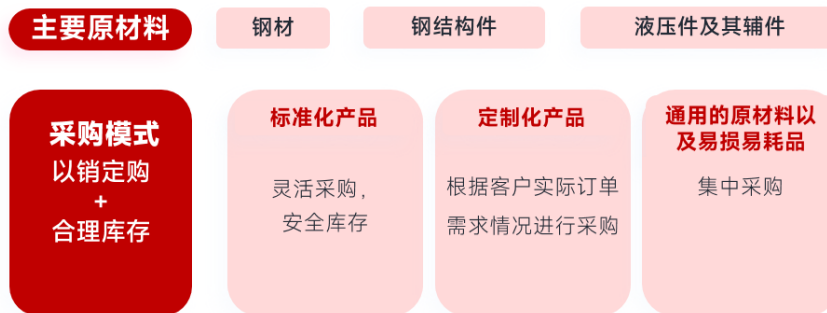 主要原材料
钢材
钢结构件
液压件及其辅件
采购模式
以销定购
+
合理库存
标准化产品
灵活采购，
安全库存
定制化产品
根据客户实际订单
需求情况进行采购
通用的原材料以
及易损易耗品
集中采购